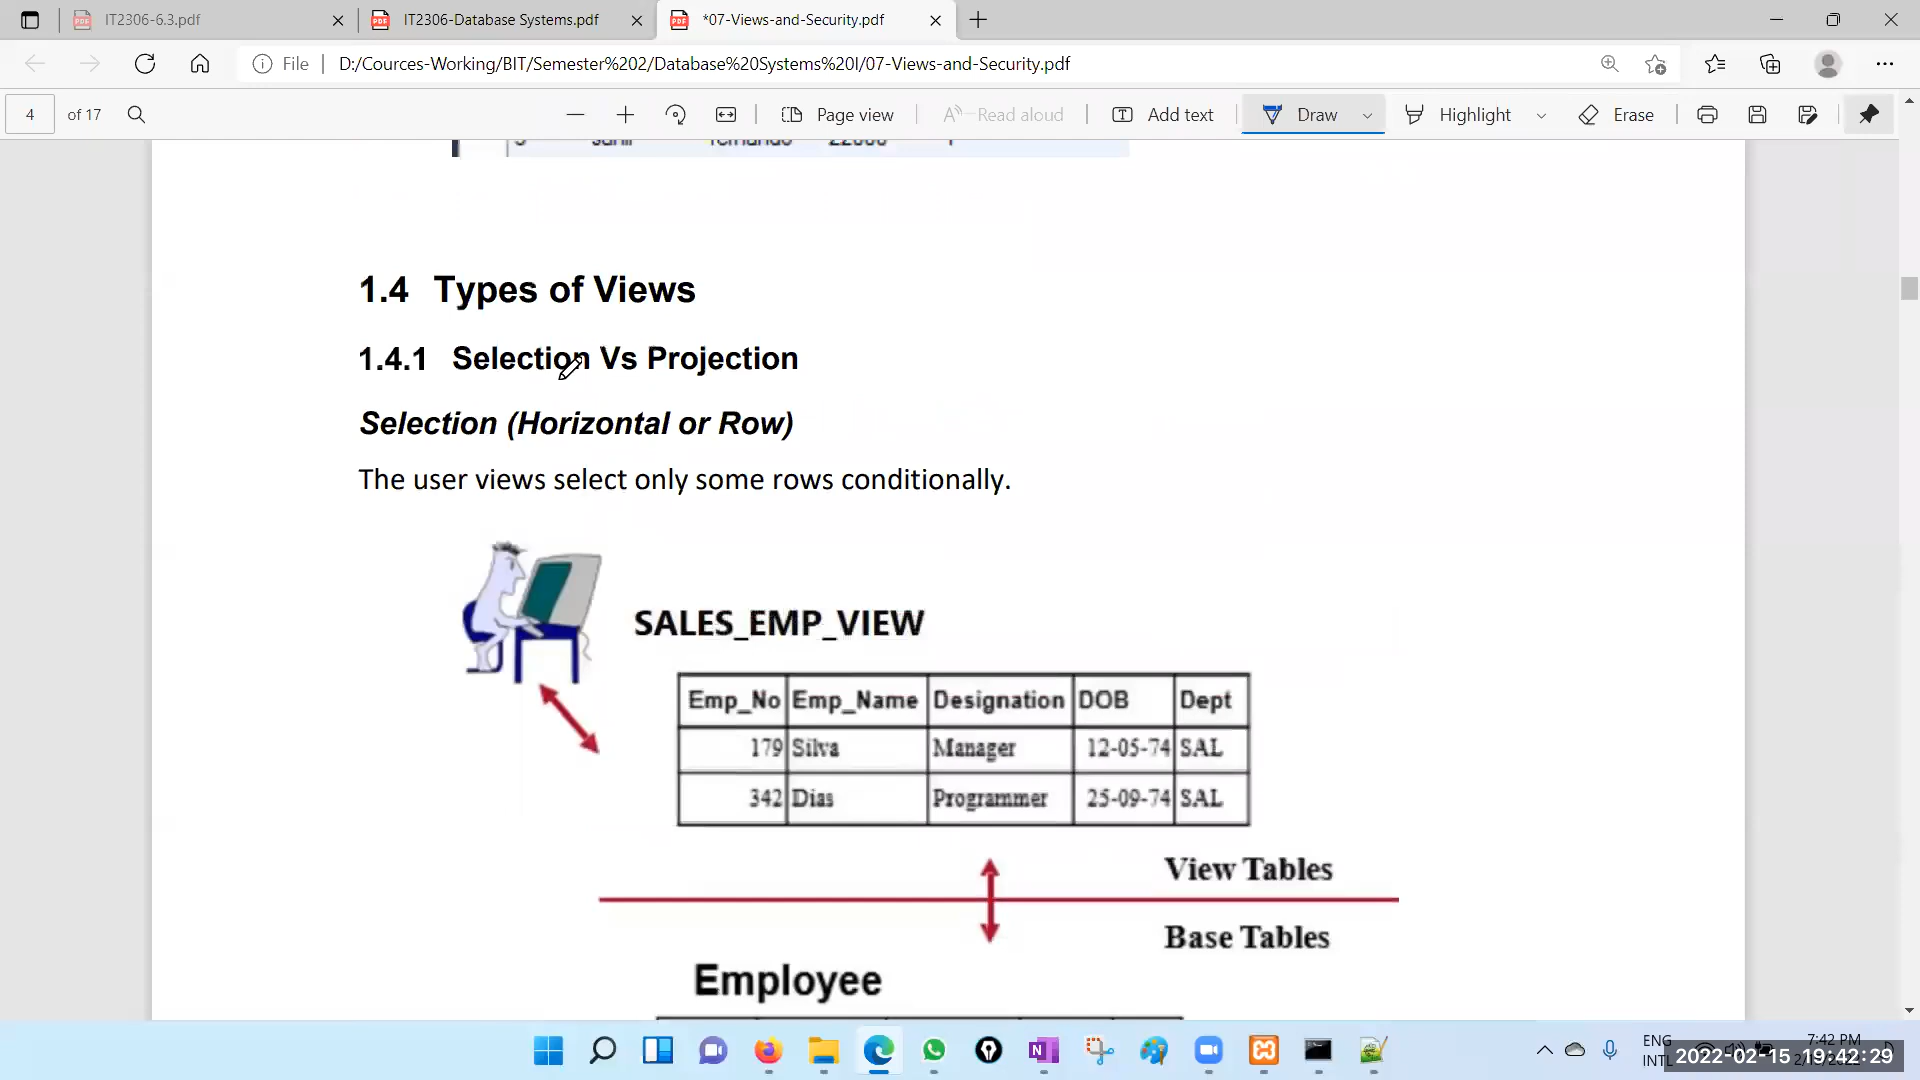 IT2306-6.3.pdf
IT2306-Database Systems.pdf
*07-Views-and-Security.pdf
File
D:/Cources-Working/BIT/Semester%202/Database%20Systems%20I/07-Views-and-Security.pdf
4 of 17
Page view
Read aloud
Add text
Draw
Highlight
Erase
1.4 Types of Views
1.4.1 Selection Vs Projection
Selection (Horizontal or Row)
The user views select only some rows conditionally.
SALES_EMP_VIEW
Emp_No Emp_Name Designation DOB Dept
179 Silva Manager 12-05-74 SAL
342 Dias Programmer 25-09-74 SAL
View Tables
Base Tables
Employee
ENG
INTL
7:42 PM
2022-02-15 19:42:29